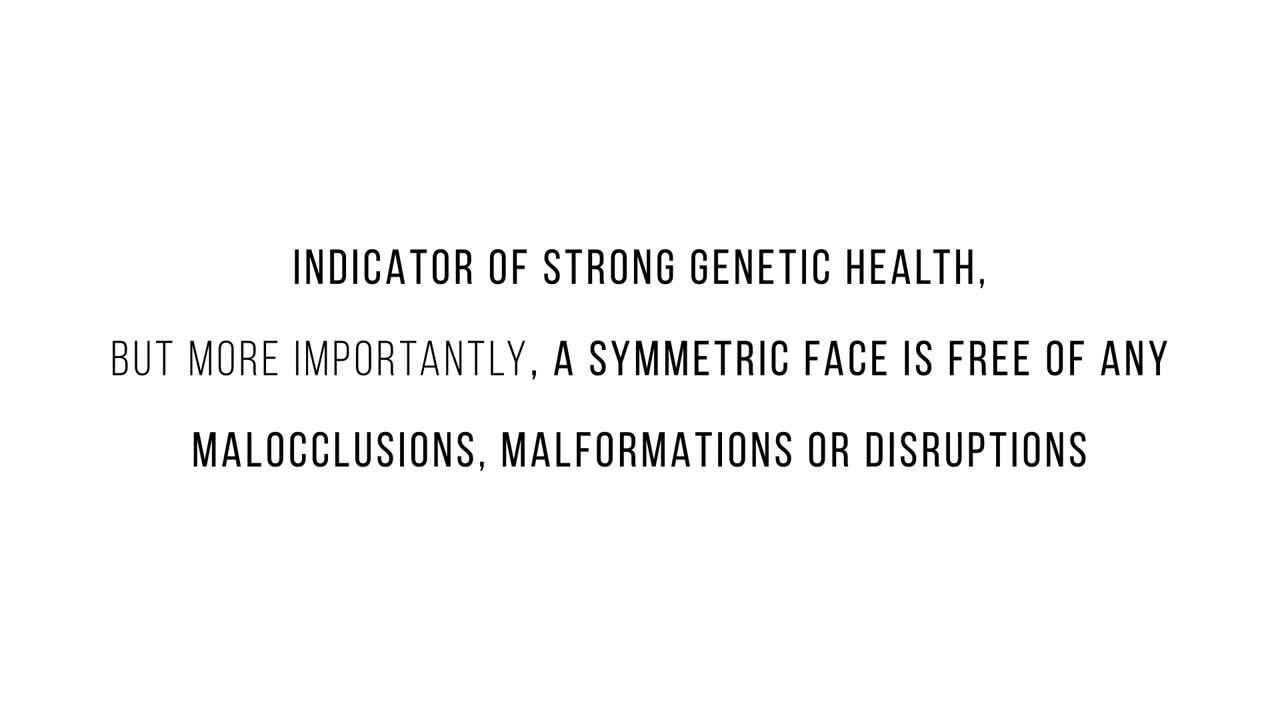 INDICATOR OF STRONG GENETIC HEALTH,
BUT MORE IMPORTANTLY, A SYMMETRIC FACE IS FREE OF ANY
MALOCCLUSIONS, MALFORMATIONS OR DISRUPTIONS